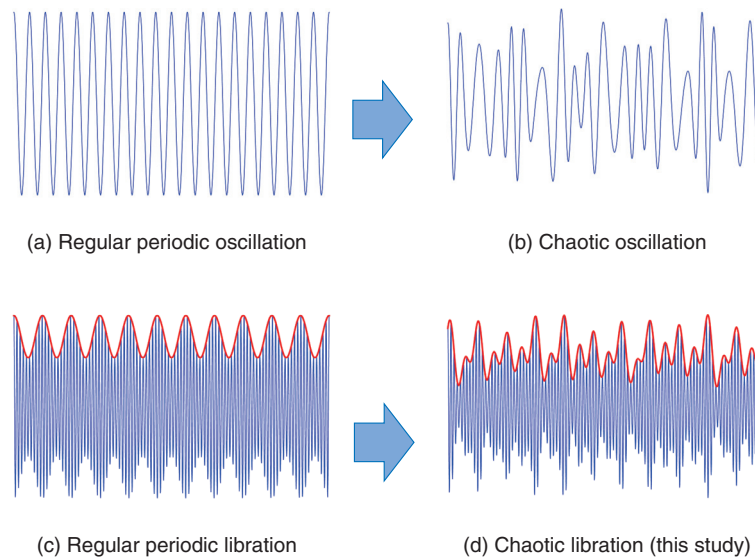 (a) Regular periodic oscillation
(b) Chaotic oscillation
(c) Regular periodic libration
(d) Chaotic libration (this study)